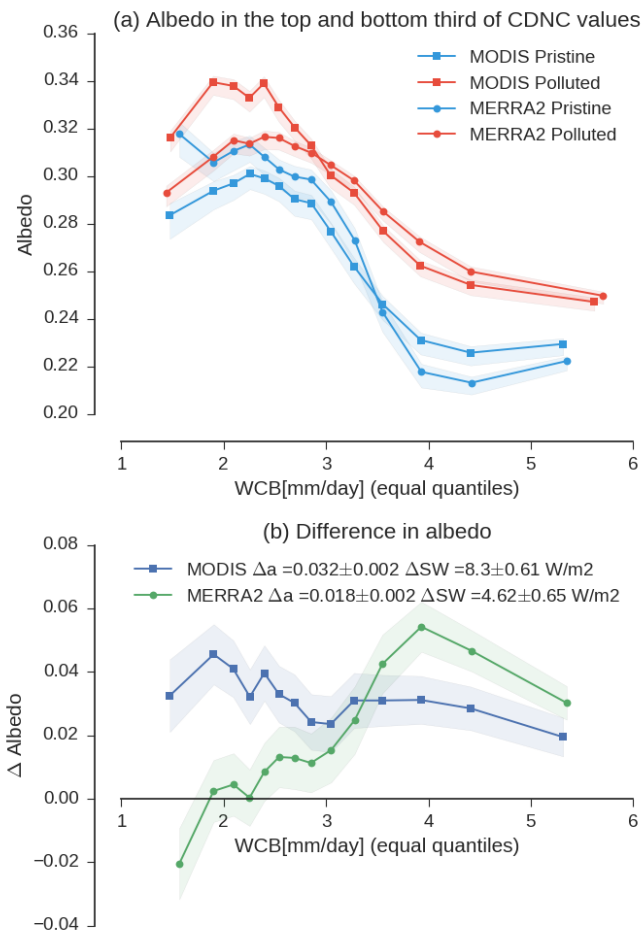 (a) Albedo in the top and bottom third of CDNC values
0.36
0.34
0.32
0.30
0.28
0.26
0.24
0.22
0.20
Albedo
MODIS Pristine
MODIS Polluted
MERRA2 Pristine
MERRA2 Polluted
1 2 3 4 5 6
WCB[mm/day] (equal quantiles)
(b) Difference in albedo
0.08
0.06
0.04
0.02
0.00
−0.02
−0.04
Δ Albedo
MODIS Δa =0.032±0.002 ΔSW =8.3±0.61 W/m2
MERRA2 Δa =0.018±0.002 ΔSW =4.62±0.65 W/m2
1 2 3 4 5 6
WCB[mm/day] (equal quantiles)